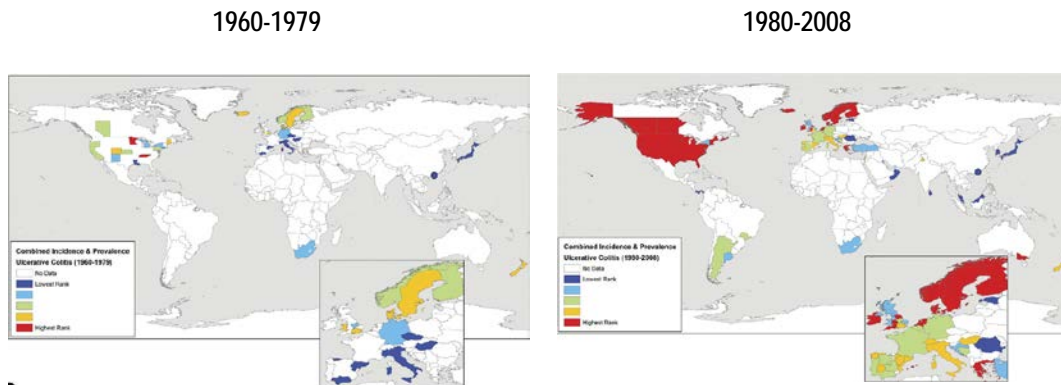 1960-1979
1980-2008
Combined Incidence & Prevalence
Ulcerative Colitis (1960-1979)
No Data
Lowest Rank
Highest Rank
Combined Incidence & Prevalence
Ulcerative Colitis (1980-2008)
No Data
Lowest Rank
Highest Rank